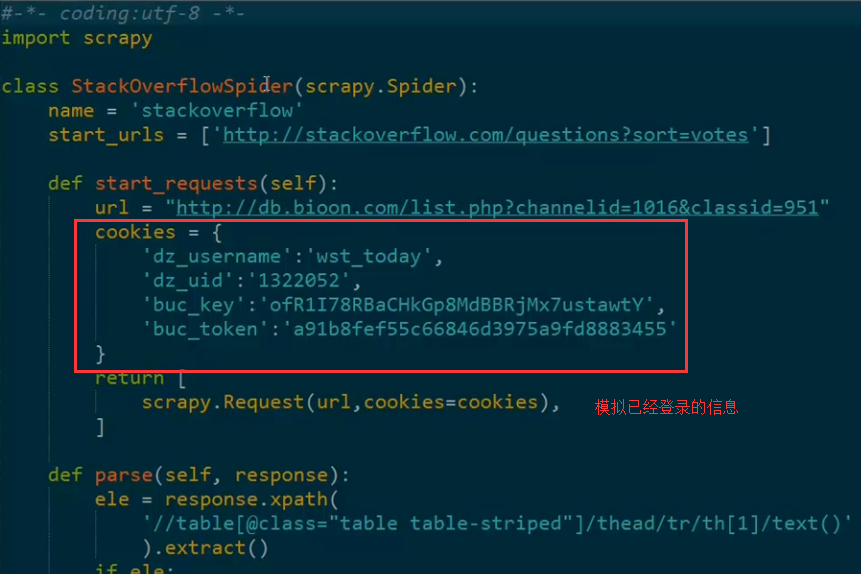 #-*- coding:utf-8 -*-
import scrapy
class StackOverflowSpider(scrapy.Spider):
name = 'stackoverflow'
start_urls = ['http://stackoverflow.com/questions?sort=votes']
def start_requests(self):
url = "http://db.bioon.com/list.php?channelid=1016&classid=951"
cookies = {
'dz_username':'wst_today',
'dz_uid':'1322052',
'buc_key':'ofR1I78RBaCHkGp8MdBBRjMx7ustawtY',
'buc_token':'a91b8fef55c66846d3975a9fd8883455'
}
return [
scrapy.Request(url,cookies=cookies),
模拟已经登录的信息
]
def parse(self, response):
ele = response.xpath(
'//table[@class="table table-striped"]/thead/tr/th[1]/text()'
).extract()
if ele: